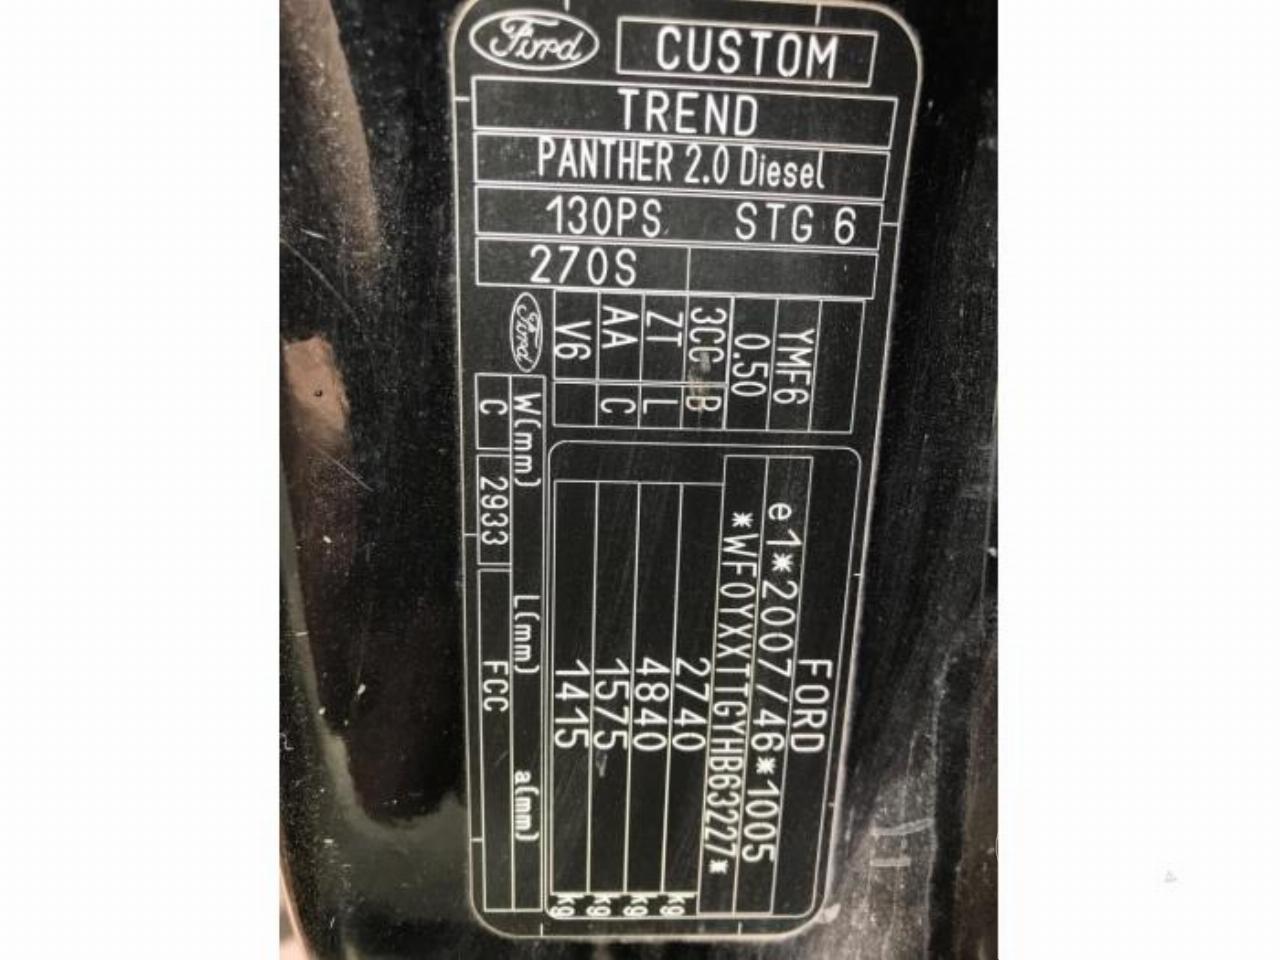 Ford CUSTOM
TREND
PANTHER 2.0 Diesel
130PS STG 6
270S
YMF6
0.50
3CC B
ZT L
AA C
V6
Ford
FORD
e1*2007/46*1005
*WF0YXXTTGYHB63227*
2740 kg
4840 kg
1575 kg
1415 kg
W(mm) L(mm) a(mm)
C 2933 FCC